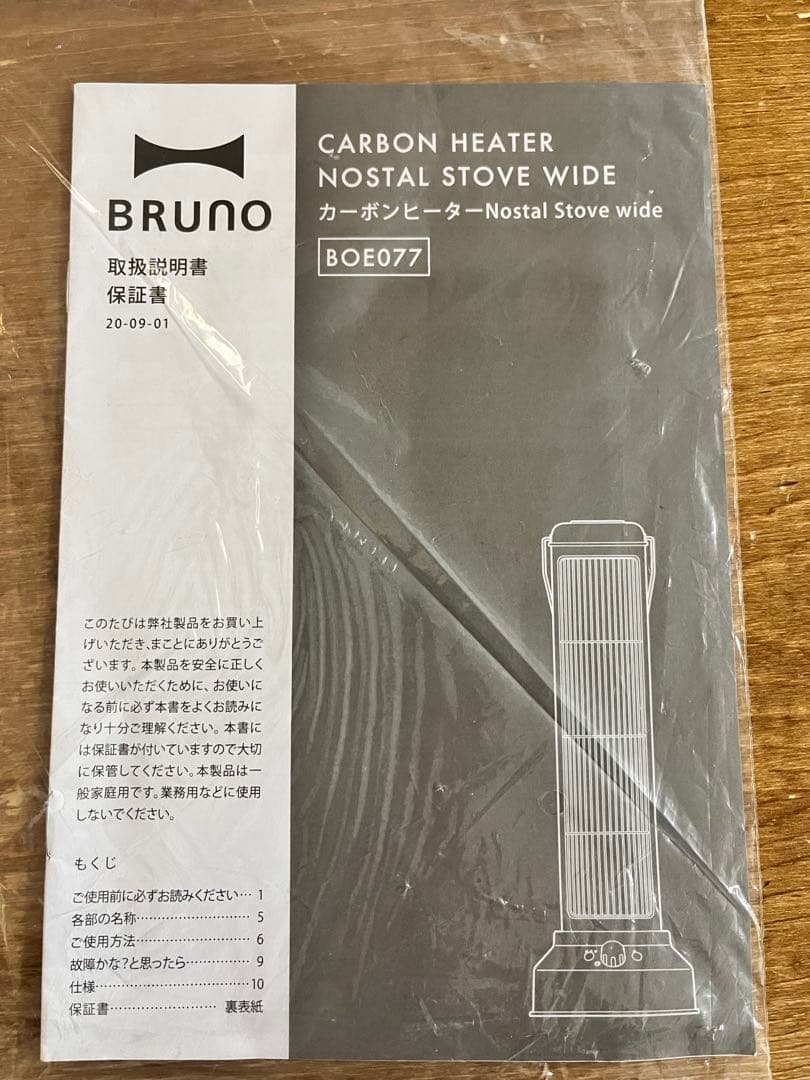 BRUNO
取扱説明書
保証書
20-09-01
CARBON HEATER
NOSTAL STOVE WIDE
カーボンヒーターNostal Stove wide
BOE077
このたびは弊社製品をお買い上
げいただき、まことにありがとうご
ざいます。本製品を安全に正しく
お使いいただくために、お使いに
なる前に必ず本書をよくお読みに
なり十分ご理解ください。本書に
は保証書が付いていますので大切
に保管してください。本製品は一
般家庭用です。業務用などに使用
しないでください。
もくじ
ご使用前に必ずお読みください… 1
各部の名称……………………… 5
ご使用方法……………………… 6
故障かな?と思ったら…………… 9
仕様………………………………10
保証書…………………… 裏表紙